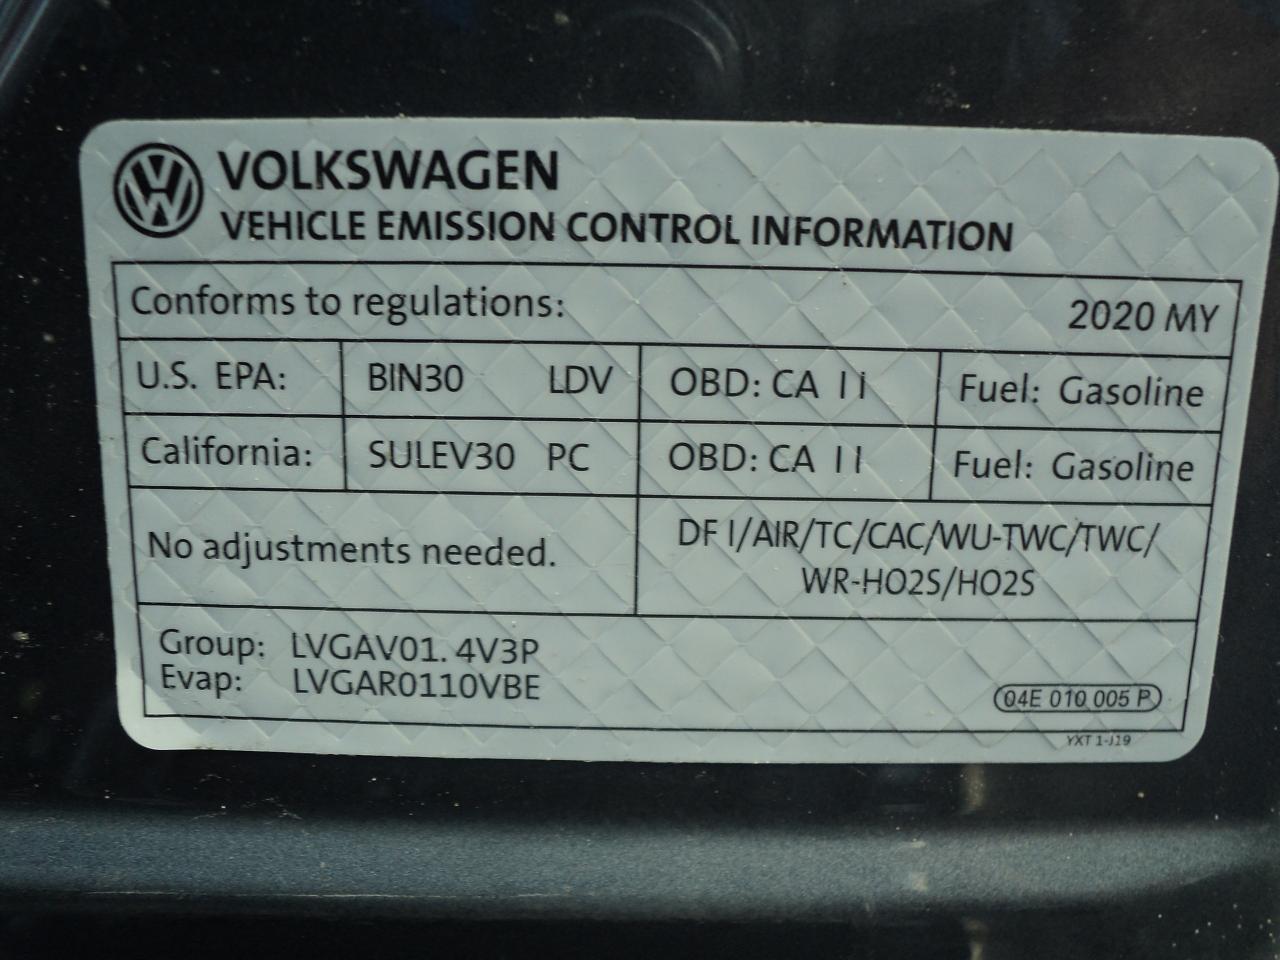 VOLKSWAGEN
VEHICLE EMISSION CONTROL INFORMATION
Conforms to regulations: 2020 MY
U.S. EPA: BIN30 LDV OBD: CA II Fuel: Gasoline
California: SULEV30 PC OBD: CA II Fuel: Gasoline
No adjustments needed.
DFI/AIR/TC/CAC/WU-TWC/TWC/
WR-HO2S/HO2S
Group: LVGAV01.4V3P
Evap: LVGAR0110VBE
04E 010 005 P
YXT 1-J19